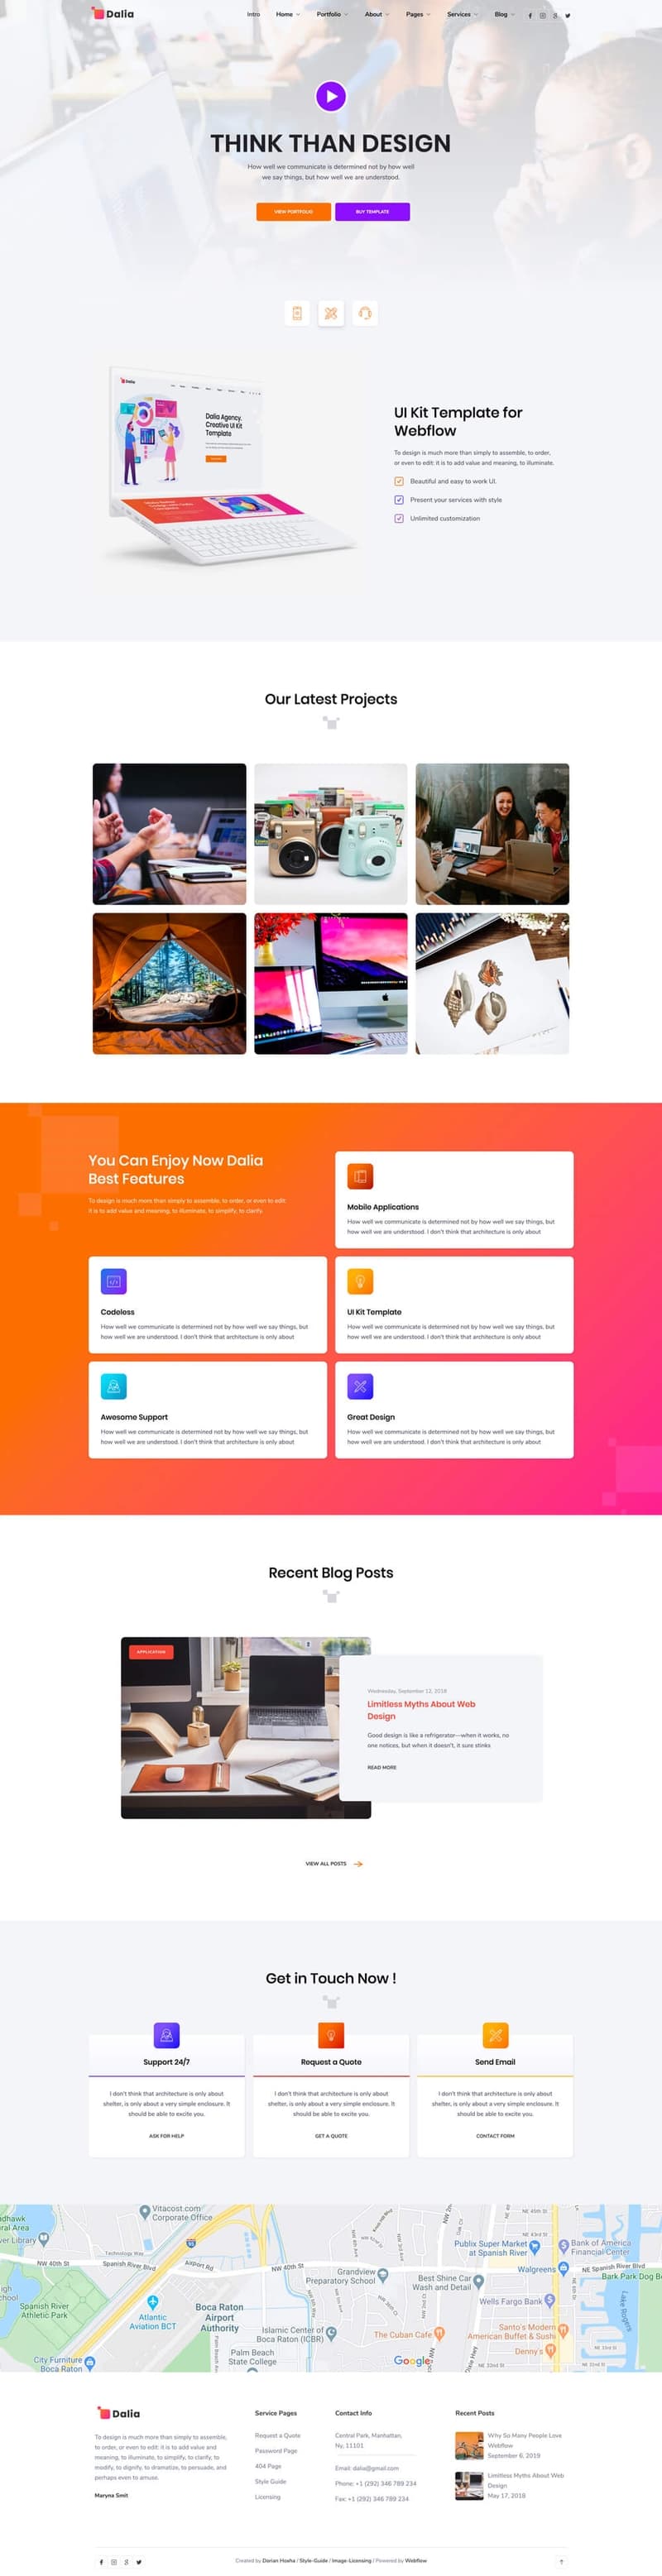 Dalia
Intro Home Portfolio About Pages Services Blog
THINK THAN DESIGN
How well we communicate is determined not by how well
we say things, but how well we are understood.
VIEW PORTFOLIO BUY TEMPLATE
Dalia
Dalia Agency.
Creative UI Kit
Template
UI Kit Template for
Webflow
To design is much more than simply to assemble, to order,
or even to edit: it is to add value and meaning, to illuminate.
Beautiful and easy to work UI.
Present your services with style
Unlimited customization
Our Latest Projects
You Can Enjoy Now Dalia
Best Features
To design is much more than simply to assemble, to order, or even to edit:
it is to add value and meaning, to illuminate, to simplify, to clarify
Mobile Applications
How well we communicate is determined not by how well we say things, but
how well we are understood. I don't think that architecture is only about
Codeless
How well we communicate is determined not by how well we say things, but
how well we are understood. I don't think that architecture is only about
UI Kit Template
How well we communicate is determined not by how well we say things, but
how well we are understood. I don't think that architecture is only about
Awesome Support
How well we communicate is determined not by how well we say things, but
how well we are understood. I don't think that architecture is only about
Great Design
How well we communicate is determined not by how well we say things, but
how well we are understood. I don't think that architecture is only about
Recent Blog Posts
APPLICATION
Wednesday, September 12, 2018
Limitless Myths About Web
Design
Good design is like a refrigerator—when it works, no
one notices, but when it doesn't, it sure stinks
READ MORE
VIEW ALL POSTS
Get in Touch Now !
Support 24/7
I don't think that architecture is only about
shelter, is only about a very simple enclosure. It
should be able to excite you.
ASK FOR HELP
Request a Quote
I don't think that architecture is only about
shelter, is only about a very simple enclosure. It
should be able to excite you.
GET A QUOTE
Send Email
I don't think that architecture is only about
shelter, is only about a very simple enclosure. It
should be able to excite you.
CONTACT FORM
Vitacost.com
Corporate Office
NW 40th St
Technology Way
Spanish River Blvd
Airport Rd
NW 40th St
Spanish River
Athletic Park
Atlantic
Aviation BCT
Boca Raton
Airport
Authority
City Furniture
Boca Raton
Palm Beach
State College
Islamic Center of
Boca Raton (ICBR)
Grandview
Preparatory School
Best Shine Car
Wash and Detail
The Cuban Cafe
Google
Publix Super Market
at Spanish River
Bank of America
Financial Center
Walgreens
NE Spanish River Blvd
Bark Park Dog B
Wells Fargo Bank
Santo's Modern
American Buffet & Sushi
Denny's
Lake Rogers
Dalia
To design is much more than simply to assemble,
to order, or even to edit: it is to add value and
meaning, to illuminate, to simplify, to clarify, to
modify, to dignify, to dramatize, to persuade, and
perhaps even to amuse.
Maryna Smit
Service Pages
Request a Quote
Password Page
404 Page
Style Guide
Licensing
Contact Info
Central Park, Manhattan,
Ny, 11101
Email: dalia@gmail.com
Phone: +1 (292) 346 789 234
Fax: +1 (292) 346 789 234
Recent Posts
Why So Many People Love
Webflow
September 6, 2019
Limitless Myths About Web
Design
May 17, 2018
Created by Dorian Hoxha / Style-Guide / Image-Licensing / Powered by Webflow